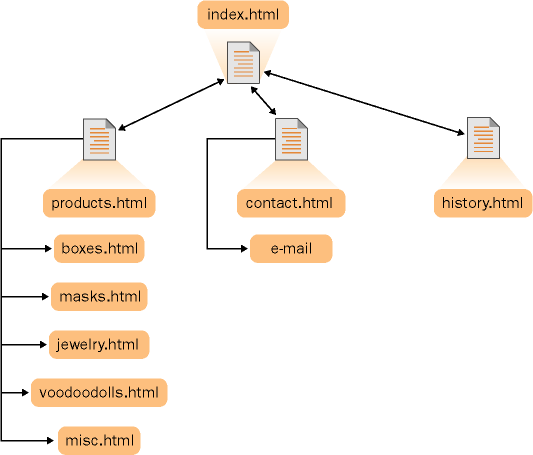 index.html
products.html
contact.html
history.html
boxes.html
e-mail
masks.html
jewelry.html
voodoodolls.html
misc.html